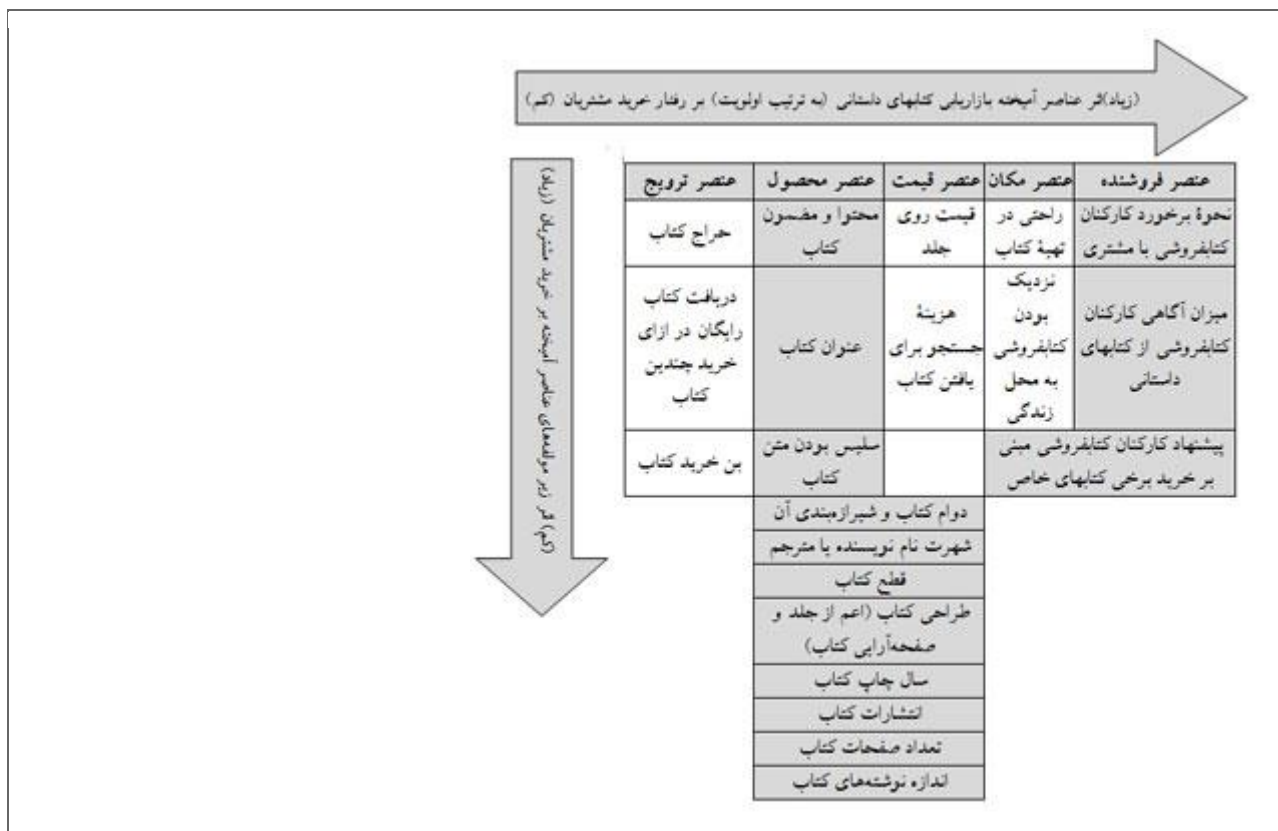 (زیاد)اثر عناصر آمیخته بازاریابی کتابهای داستانی (به ترتیب اولویت) بر رفتار خرید مشتریان (کم)
(کم) اثر زیر مولفه‌های عناصر آمیخته بر خرید مشتریان (زیاد)
عنصر فروشنده عنصر مکان عنصر قیمت عنصر محصول عنصر ترویج
نحوۀ برخورد کارکنان
کتابفروشی با مشتری
راحتی در
تهیۀ کتاب
قیمت روی
جلد
محتوا و مضمون
کتاب
حراج کتاب
میزان آگاهی کارکنان
کتابفروشی از کتابهای
داستانی
نزدیک
بودن
کتابفروشی
به محل
زندگی
هزینۀ
جستجو برای
یافتن کتاب
عنوان کتاب
دریافت کتاب
رایگان در ازای
خرید چندین
کتاب
پیشنهاد کارکنان کتابفروشی مبنی
بر خرید برخی کتابهای خاص
سلیس بودن متن
کتاب
بن خرید کتاب
دوام کتاب و شیرازه‌بندی آن
شهرت نام نویسنده یا مترجم
قطع کتاب
طراحی کتاب (اعم از جلد و
صفحه‌آرایی کتاب)
سال چاپ کتاب
انتشارات کتاب
تعداد صفحات کتاب
اندازه نوشته‌های کتاب